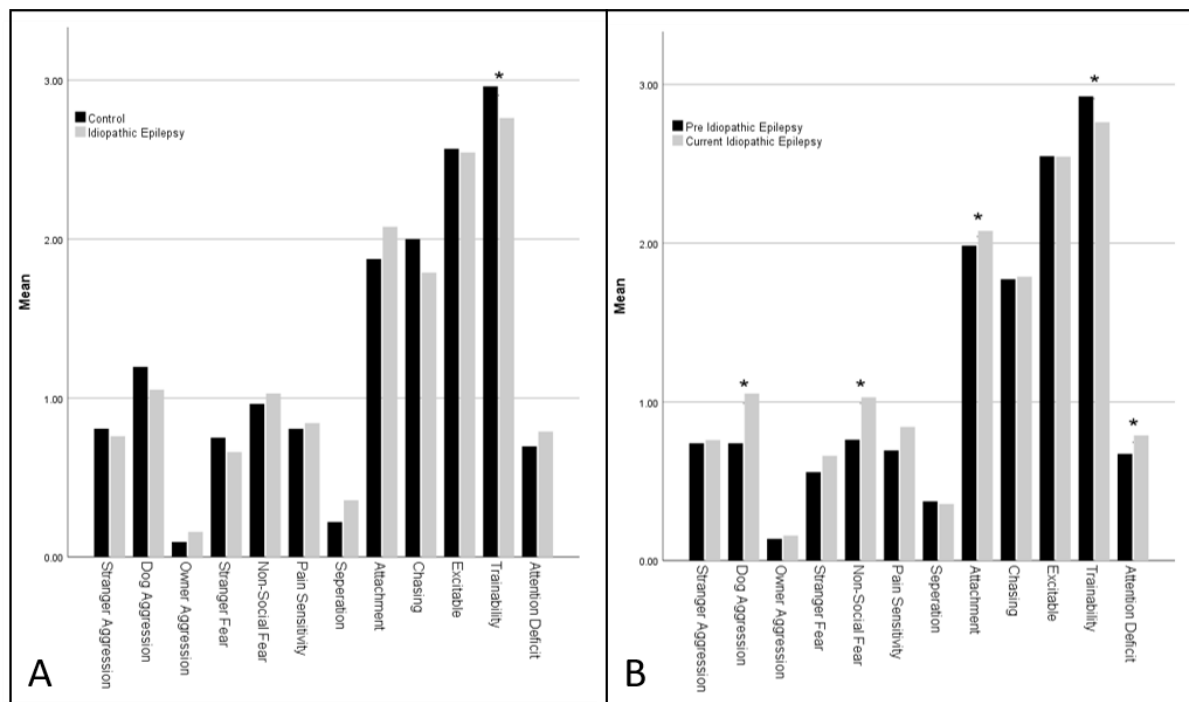 *
3.00
Control
Idiopathic Epilepsy
2.00
Mean
1.00
0.00
Stranger Aggression
Dog Aggression
Owner Aggression
Stranger Fear
Non-Social Fear
Pain Sensitivity
Seperation
Attachment
Chasing
Excitable
Trainability
Attention Deficit
A
*
3.00
Pre Idiopathic Epilepsy
Current Idiopathic Epilepsy
*
2.00
Mean
* *
1.00
*
0.00
Stranger Aggression
Dog Aggression
Owner Aggression
Stranger Fear
Non-Social Fear
Pain Sensitivity
Seperation
Attachment
Chasing
Excitable
Trainability
Attention Deficit
B